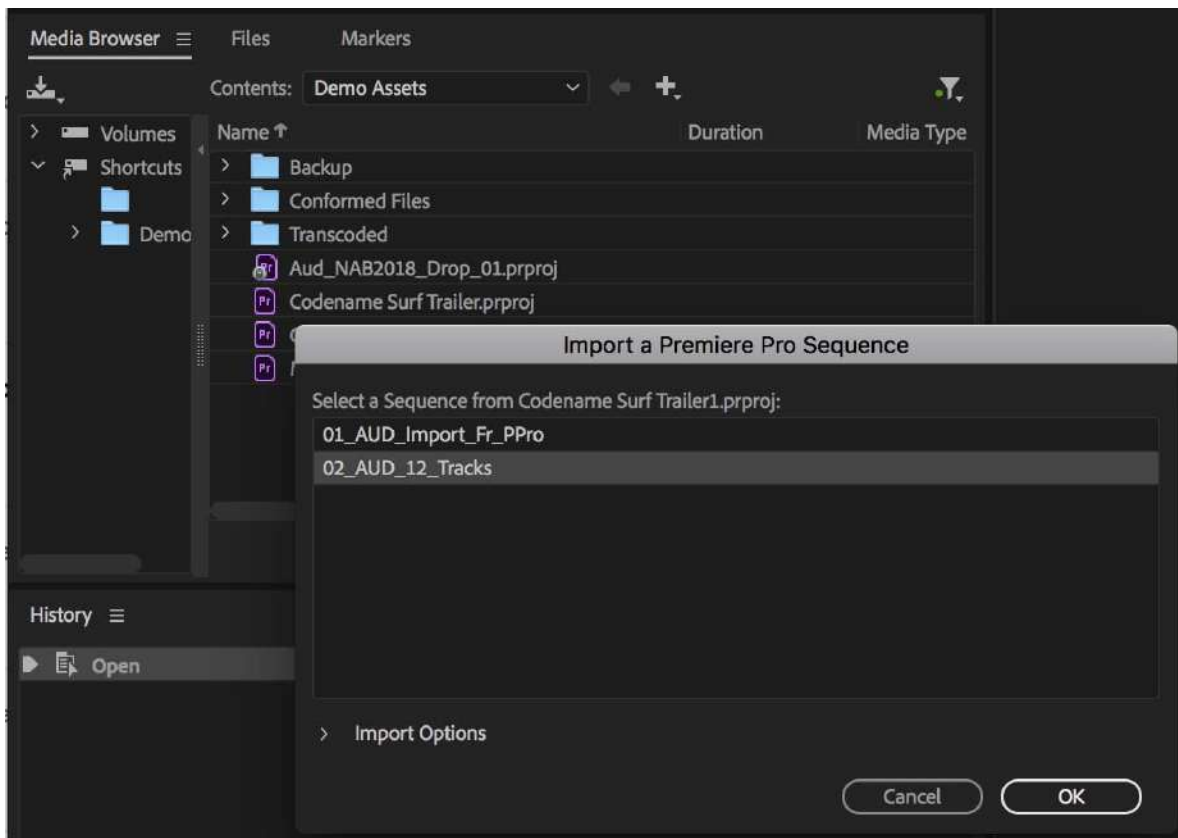 Media Browser Files Markers
Contents: Demo Assets
Volumes
Shortcuts
Demo
Name Duration Media Type
Backup
Conformed Files
Transcoded
Aud_NAB2018_Drop_01.prproj
Codename Surf Trailer.prproj
Import a Premiere Pro Sequence
Select a Sequence from Codename Surf Trailer1.prproj:
01_AUD_Import_Fr_PPro
02_AUD_12_Tracks
History
Open
Import Options
Cancel OK